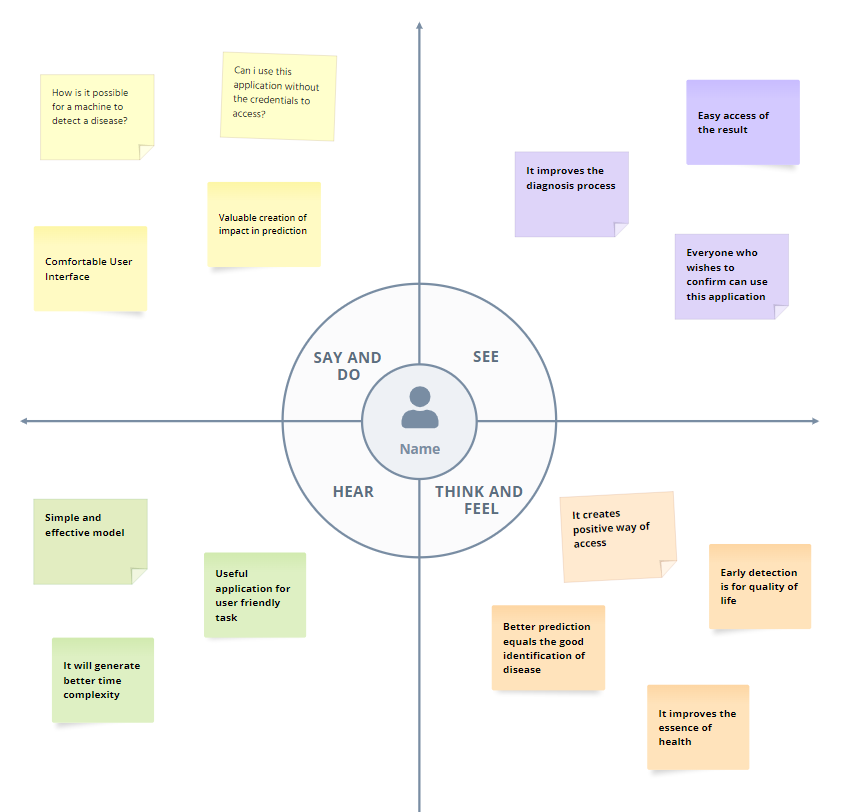 How is it possible
for a machine to
detect a disease?
Can i use this
application without
the credentials to
access?
Comfortable User
Interface
Valuable creation of
impact in prediction
Easy access of
the result
It improves the
diagnosis process
Everyone who
wishes to
confirm can use
this application
SAY AND
DO
SEE
Name
HEAR
THINK AND
FEEL
Simple and
effective model
Useful
application for
user friendly
task
It will generate
better time
complexity
It creates
positive way of
access
Early detection
is for quality of
life
Better prediction
equals the good
identification of
disease
It improves the
essence of
health